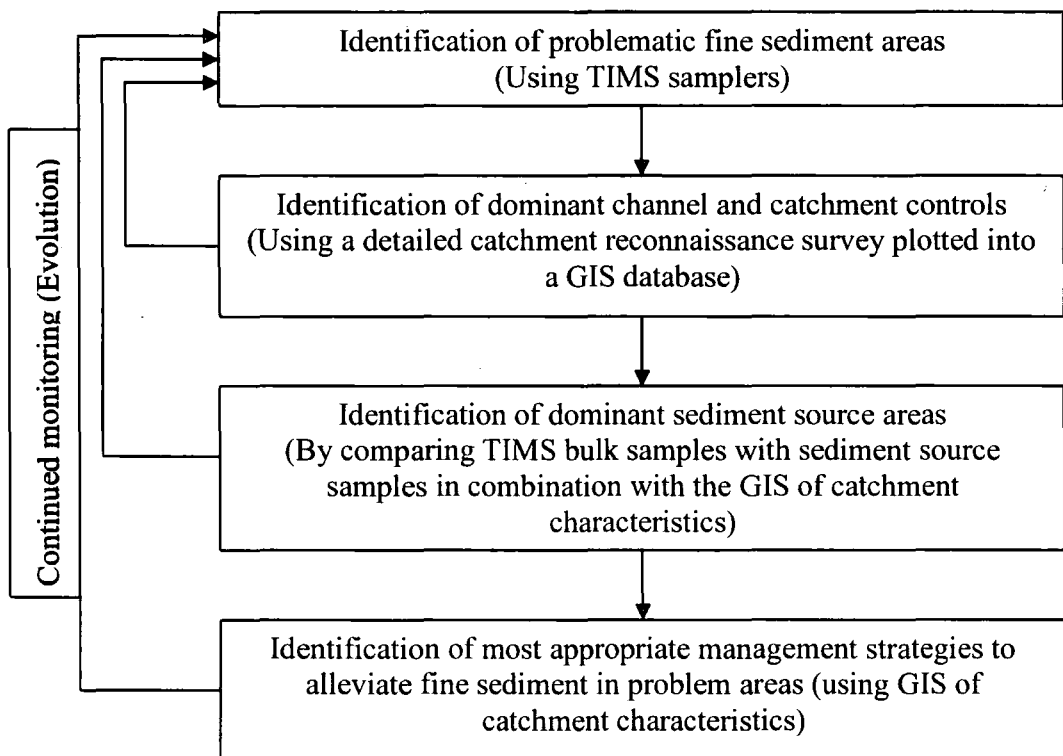 Identification of problematic fine sediment areas
(Using TIMS samplers)
Identification of dominant channel and catchment controls
(Using a detailed catchment reconnaissance survey plotted into
a GIS database)
Identification of dominant sediment source areas
(By comparing TIMS bulk samples with sediment source
samples in combination with the GIS of catchment
characteristics)
Identification of most appropriate management strategies to
alleviate fine sediment in problem areas (using GIS of
catchment characteristics)
Continued monitoring (Evolution)